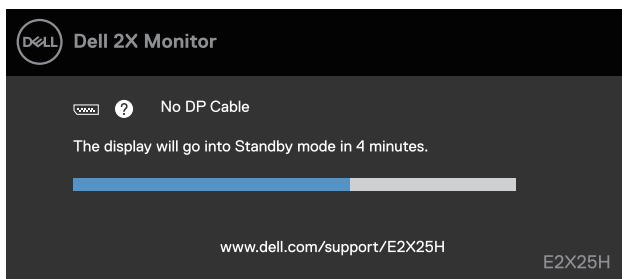 DELL Dell 2X Monitor
? No DP Cable
The display will go into Standby mode in 4 minutes.
www.dell.com/support/E2X25H
E2X25H